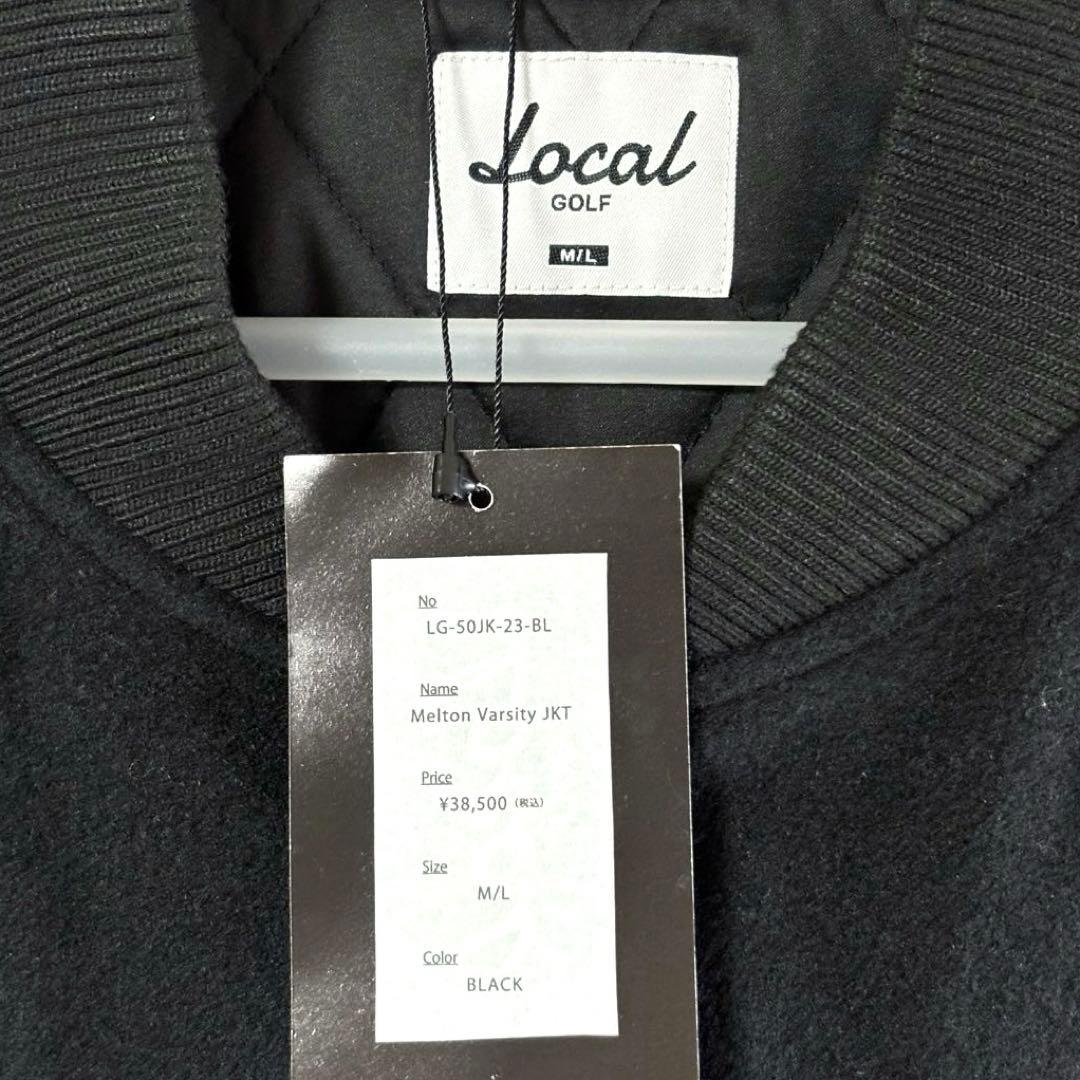 Local
GOLF
M/L
No
LG-50JK-23-BL
Name
Melton Varsity JKT
Price
¥38,500 (税込)
Size
M/L
Color
BLACK